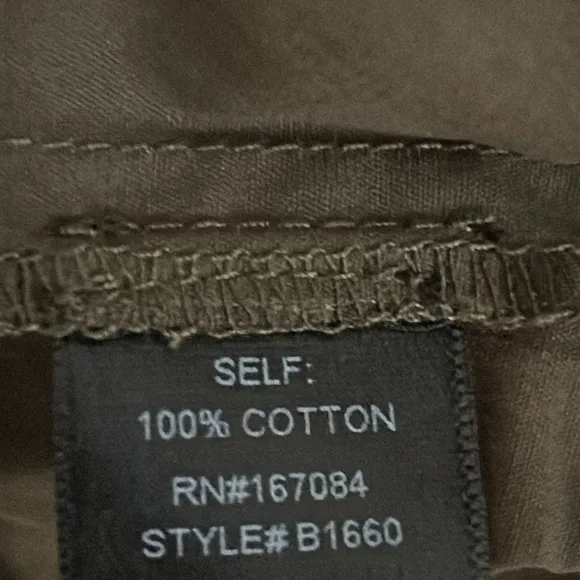 SELF:
100% COTTON
RN#167084
STYLE# B1660